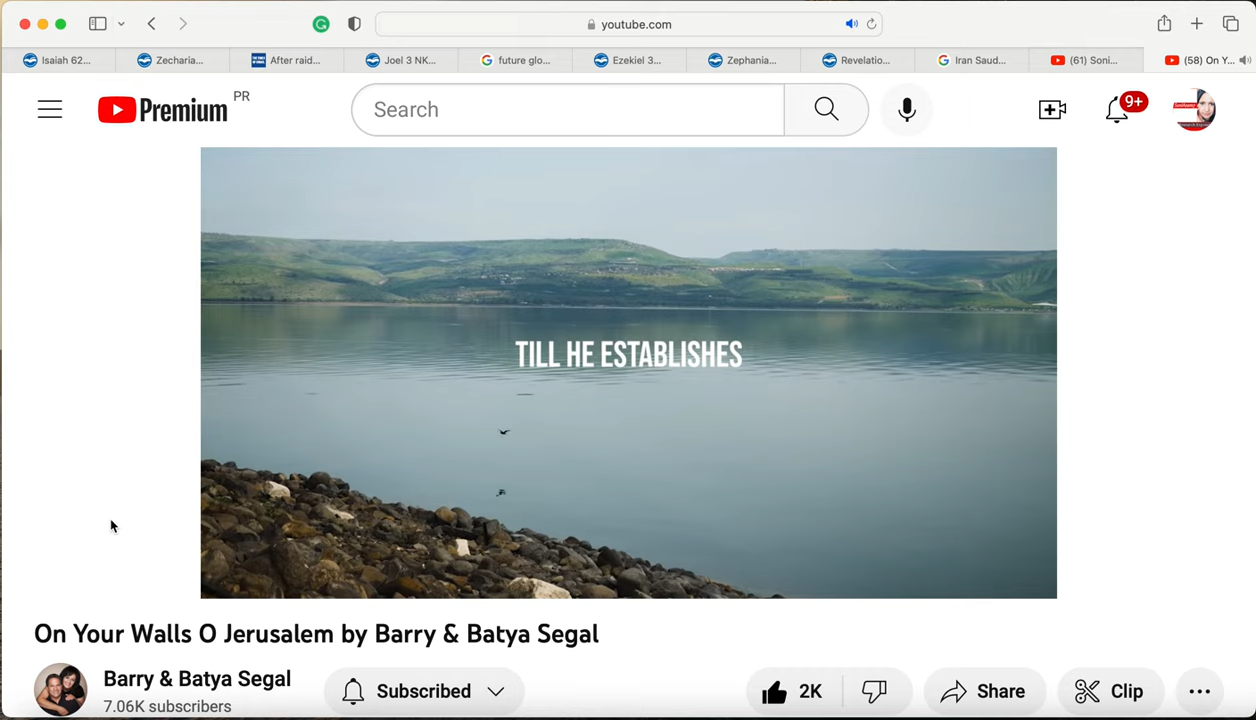 youtube.com
Isaiah 62...
Zecharia...
After raid...
Joel 3 NK...
future glo...
Ezekiel 3...
Zephania...
Revelatio...
Iran Saud...
(61) Soni...
(58) On Y...
Premium PR
Search
9+
TILL HE ESTABLISHES
On Your Walls O Jerusalem by Barry & Batya Segal
Barry & Batya Segal
7.06K subscribers
Subscribed
2K
Share
Clip